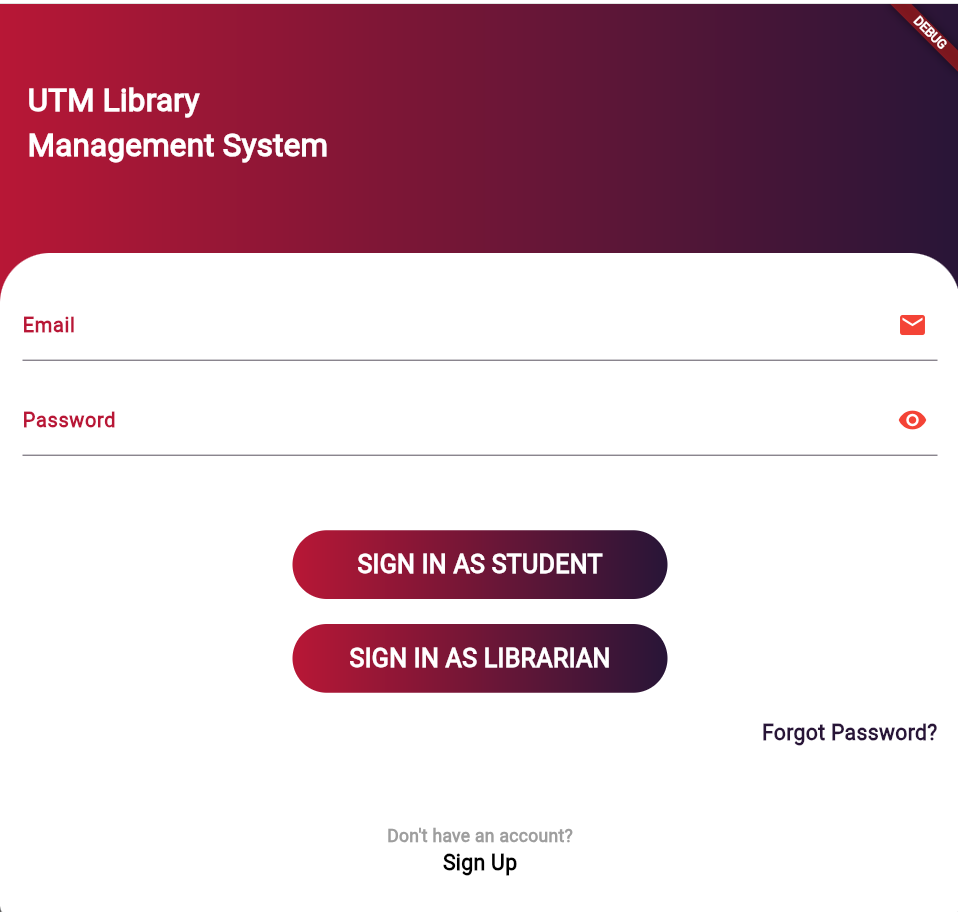 DEBUG
UTM Library
Management System
Email
Password
SIGN IN AS STUDENT
SIGN IN AS LIBRARIAN
Forgot Password?
Don't have an account?
Sign Up